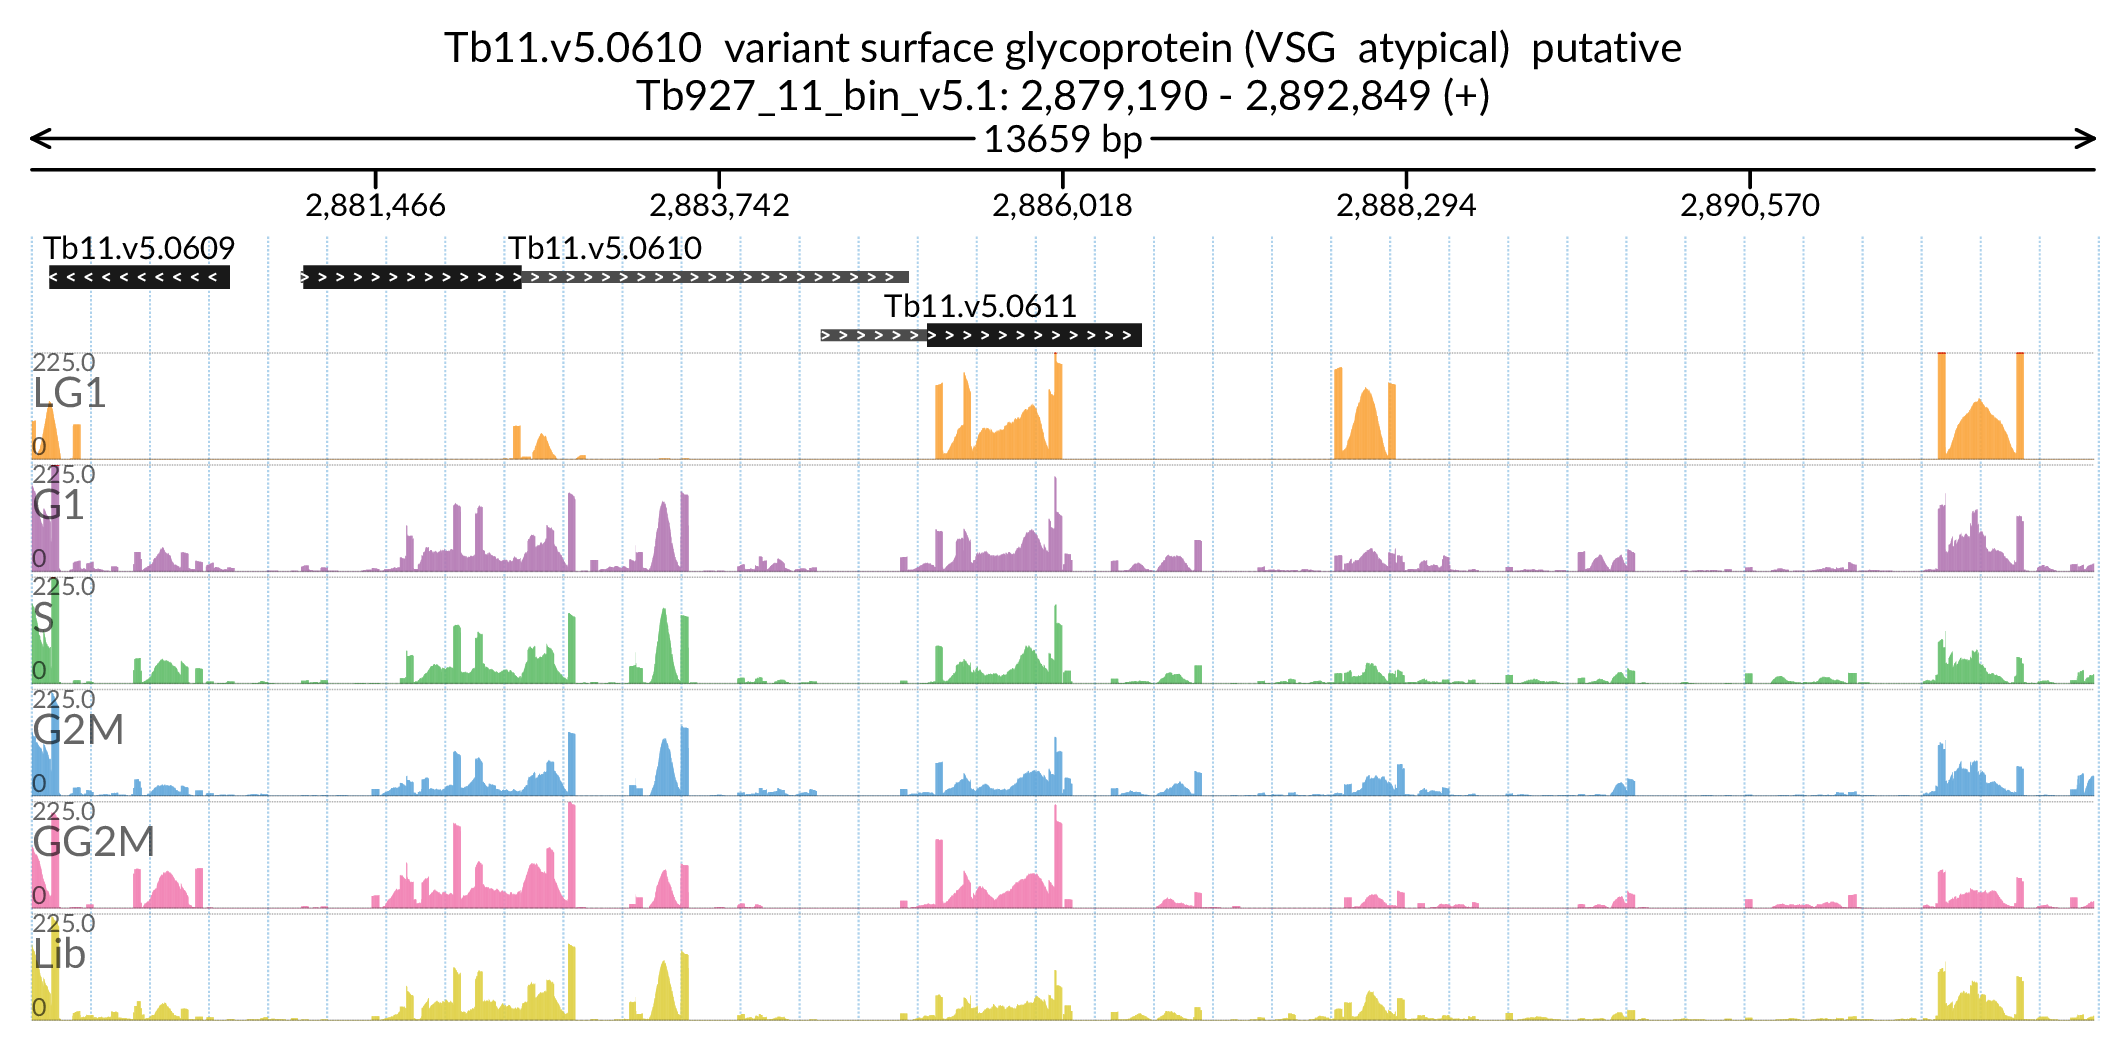 Tb11.v5.0610  variant surface glycoprotein (VSG  atypical)  putative
Tb927_11_bin_v5.1: 2,879,190 - 2,892,849 (+)
13659 bp
2,881,466 2,883,742 2,886,018 2,888,294 2,890,570
Tb11.v5.0609 Tb11.v5.0610
Tb11.v5.0611
225.0
LG1
0
225.0
G1
0
225.0
S
0
225.0
G2M
0
225.0
GG2M
0
225.0
Lib
0